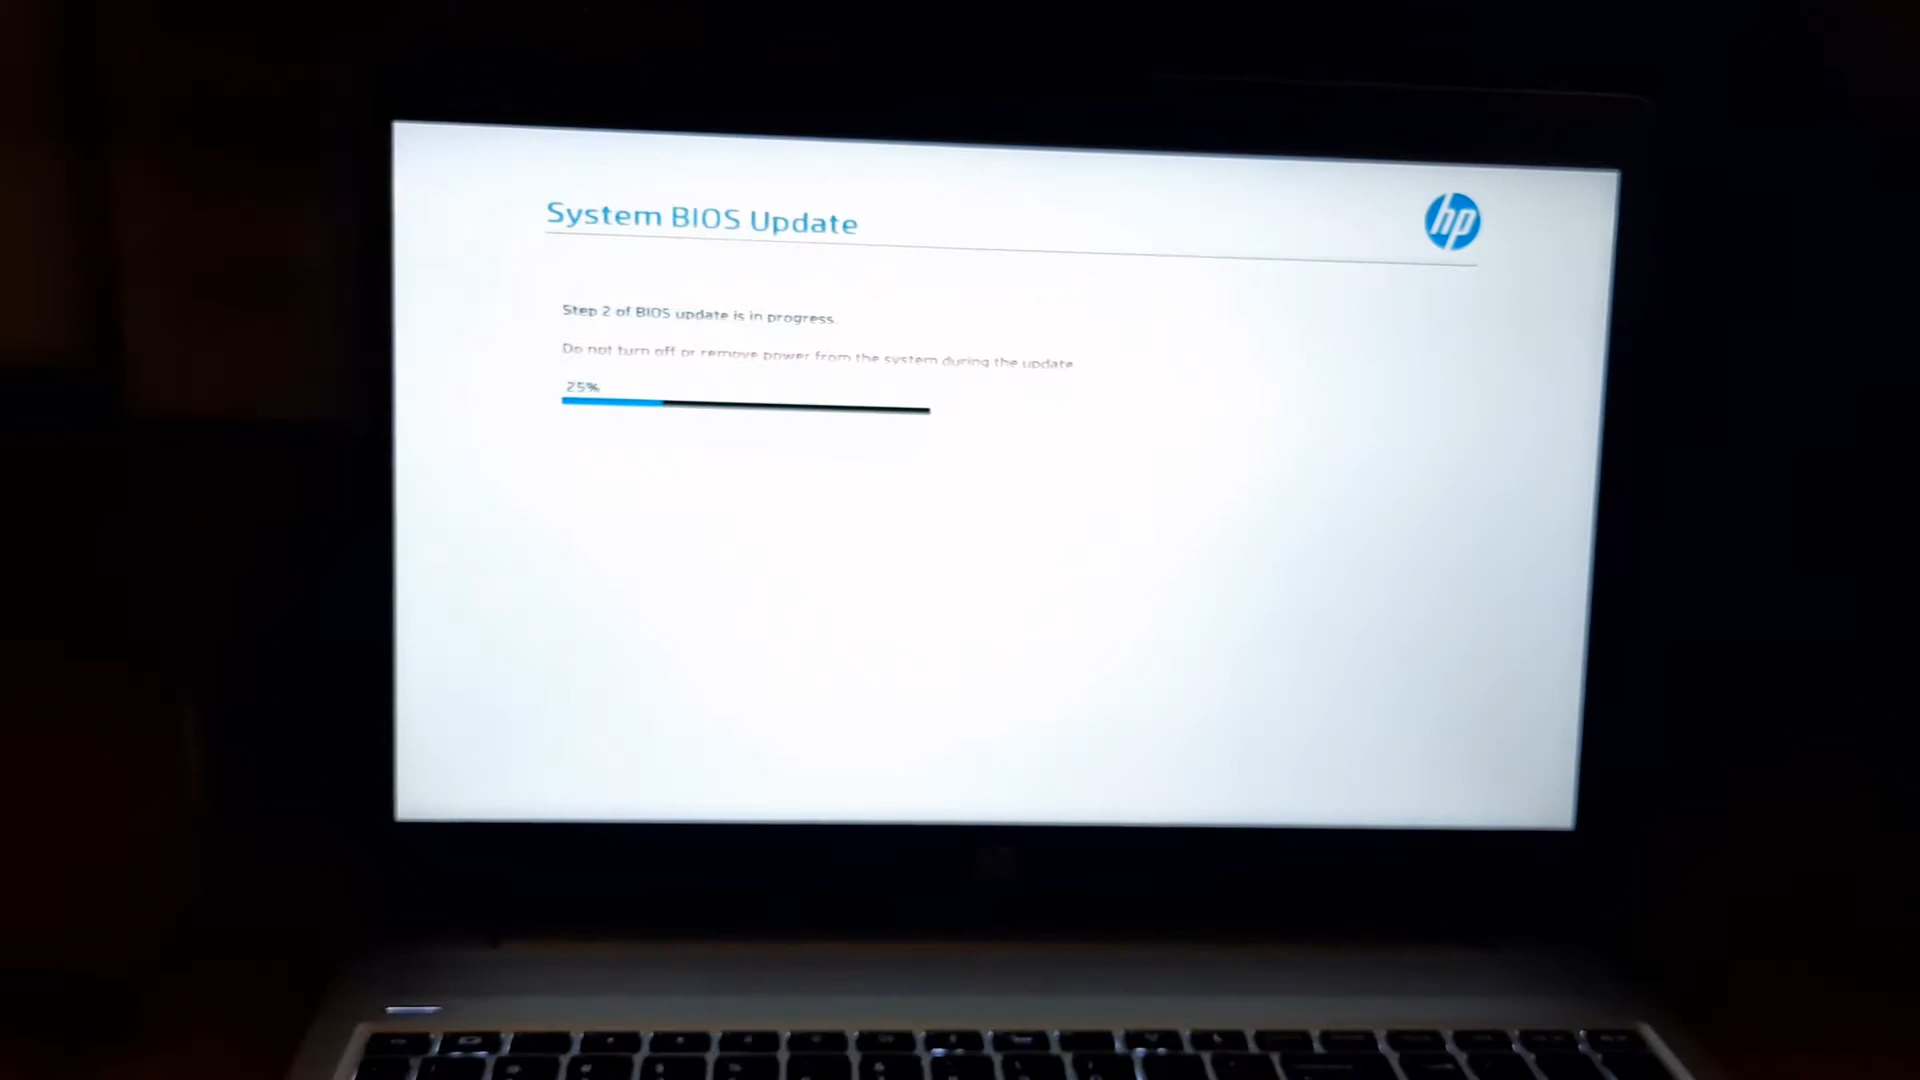 System BIOS Update
hp
Step 2 of BIOS update is in progress.
Do not turn off or remove power from the system during the update
25%